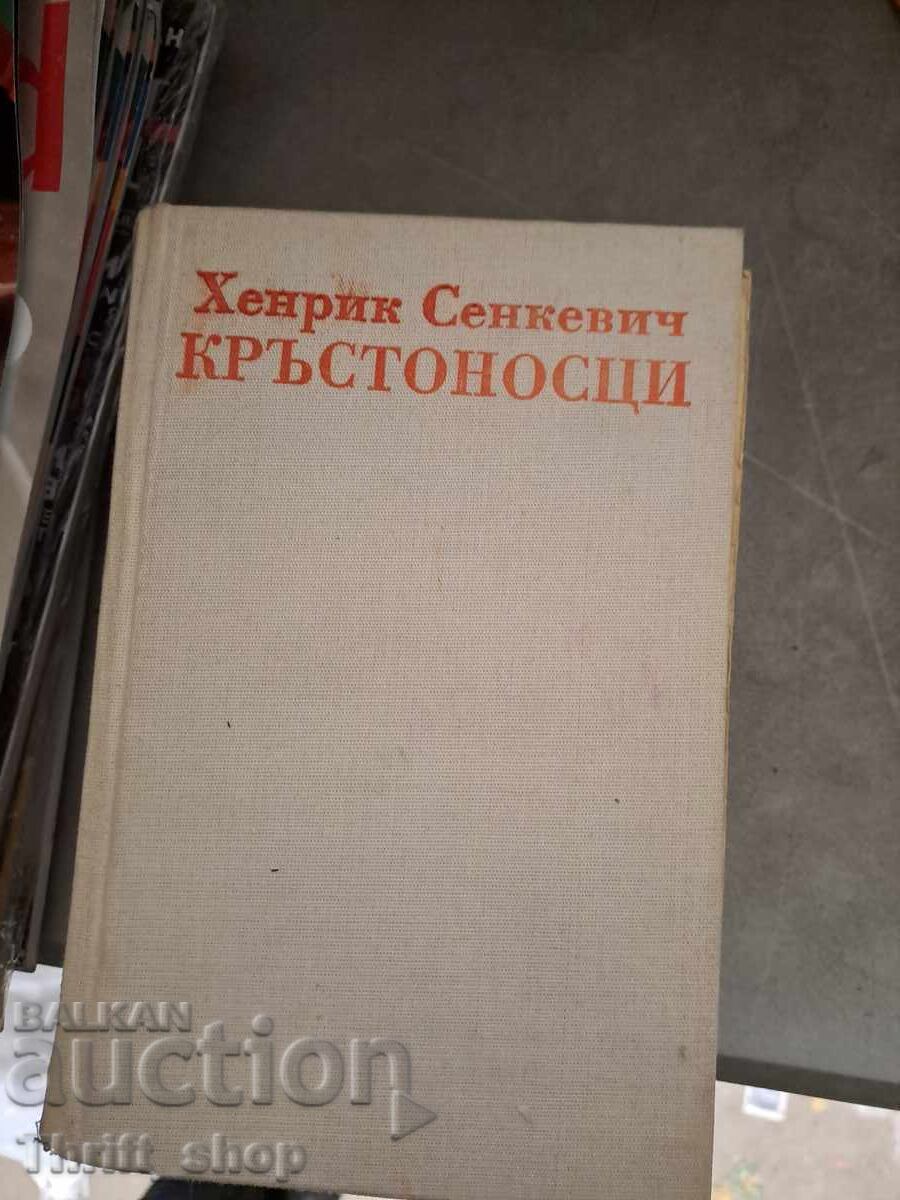 Хенрик Сенкевич
КРЪСТОНОСЦИ
BALKAN
auction
Thrift shop